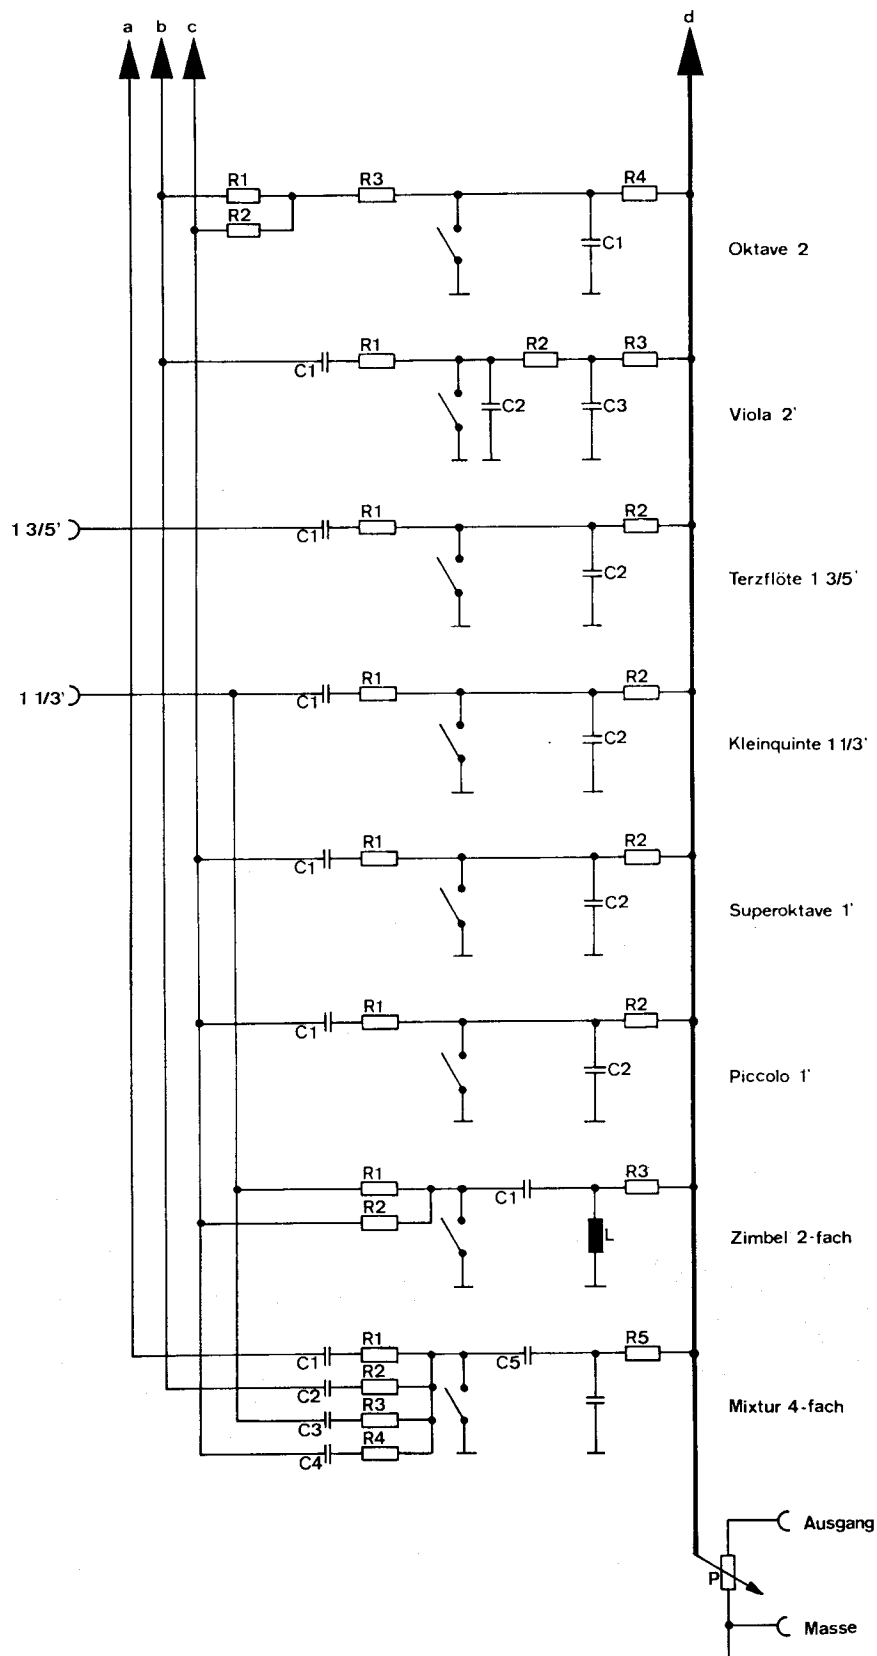 a b c d
R1 R3 R4
R2
C1
Oktave 2
R1 R2 R3
C1 C2 C3
Viola 2'
1 3/5'
R1 R2
C1
C2
Terzflöte 1 3/5'
1 1/3'
R1 R2
C1
C2
Kleinquinte 1 1/3'
R1 R2
C1
C2
Superoktave 1'
R1 R2
C1
C2
Piccolo 1'
R1 R3
C1
R2
L
Zimbel 2-fach
R1 R5
C1 C5
R2
C2
R3
C3
R4
C4
Mixtur 4-fach
Ausgang
P
Masse